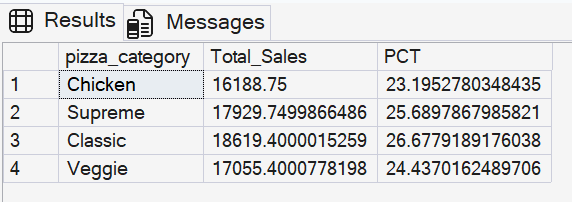 Results Messages
pizza_category Total_Sales PCT
1 Chicken 16188.75 23.1952780348435
2 Supreme 17929.7499866486 25.6897867985821
3 Classic 18619.4000015259 26.6779189176038
4 Veggie 17055.4000778198 24.4370162489706